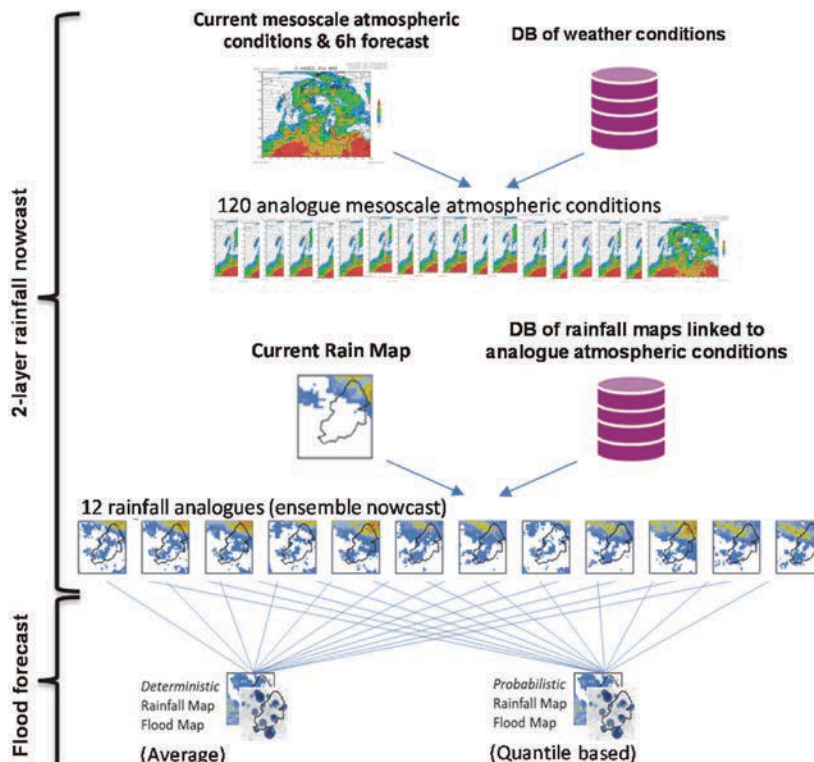 Current mesoscale atmospheric
conditions & 6h forecast
DB of weather conditions
120 analogue mesoscale atmospheric conditions
2-layer rainfall nowcast
Current Rain Map
DB of rainfall maps linked to
analogue atmospheric conditions
12 rainfall analogues (ensemble nowcast)
Flood forecast
Deterministic
Rainfall Map
Flood Map
(Average)
Probabilistic
Rainfall Map
Flood Map
(Quantile based)